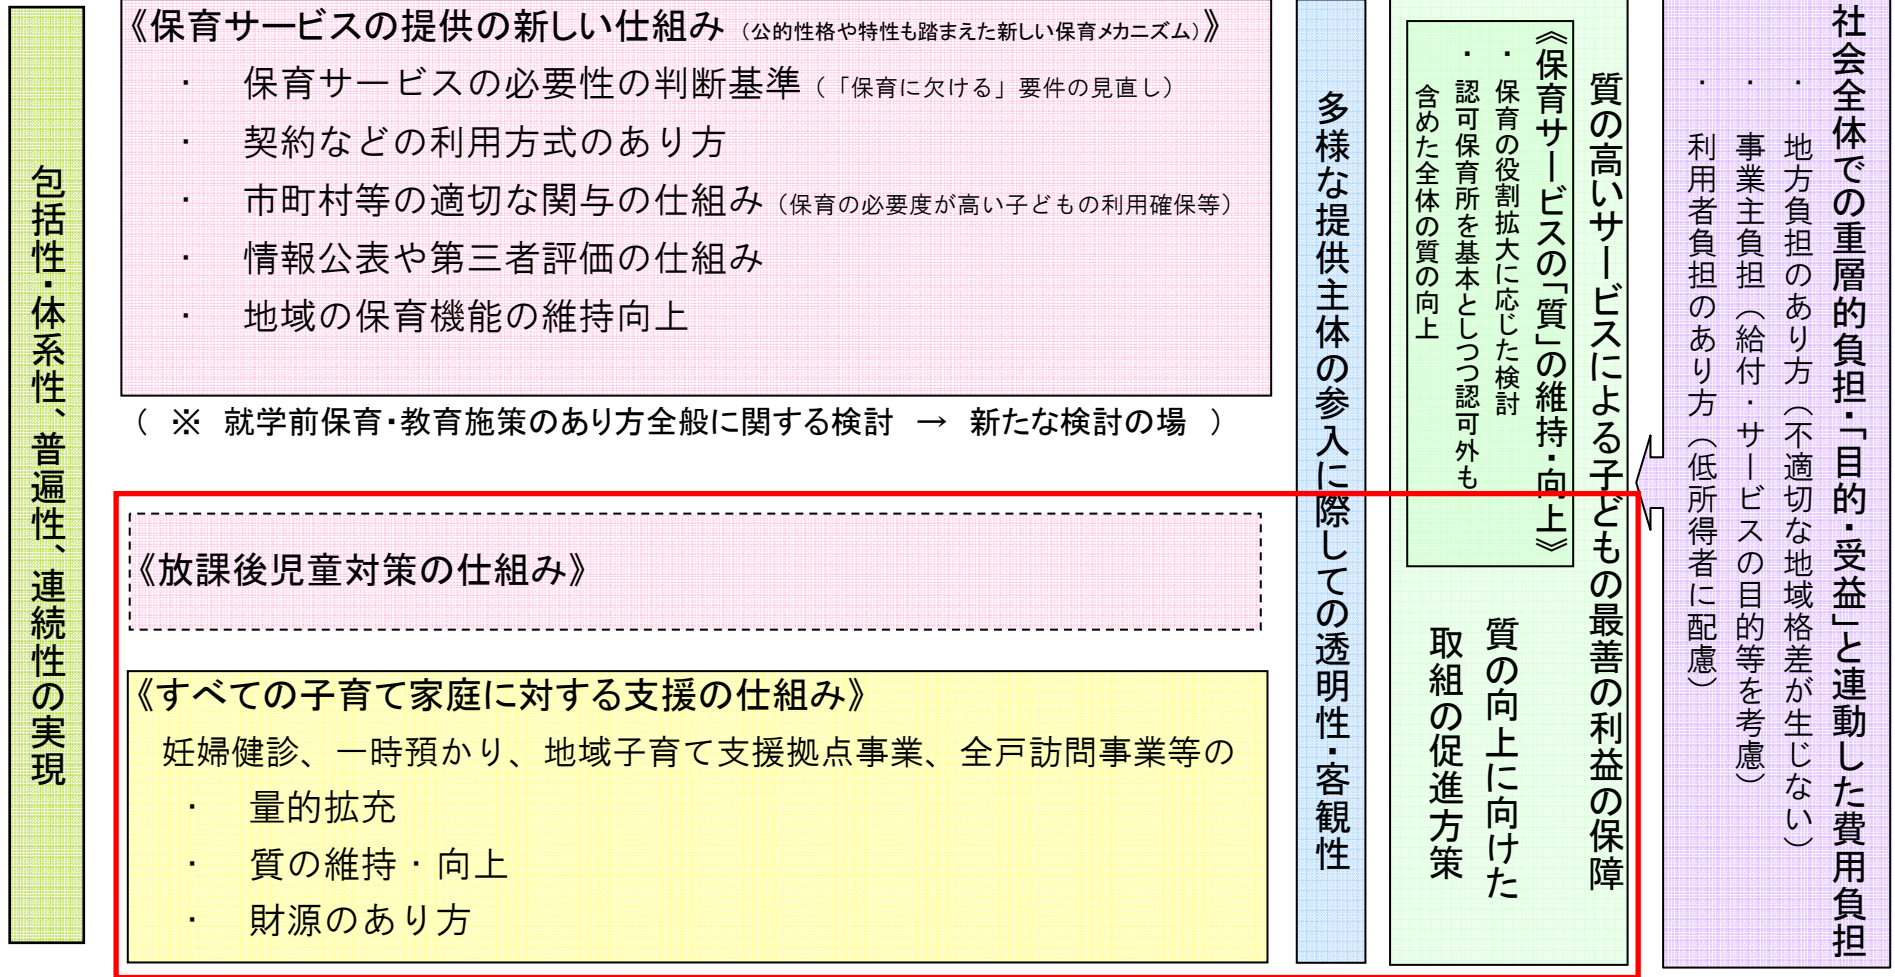 包括性・体系性、普遍性、連続性の実現
《保育サービスの提供の新しい仕組み（公的性格や特性も踏まえた新しい保育メカニズム）》
・ 保育サービスの必要性の判断基準（「保育に欠ける」要件の見直し）
・ 契約などの利用方式のあり方
・ 市町村等の適切な関与の仕組み（保育の必要度が高い子どもの利用確保等）
・ 情報公表や第三者評価の仕組み
・ 地域の保育機能の維持向上
（ ※ 就学前保育・教育施策のあり方全般に関する検討 → 新たな検討の場 ）
《放課後児童対策の仕組み》
《すべての子育て家庭に対する支援の仕組み》
妊婦健診、一時預かり、地域子育て支援拠点事業、全戸訪問事業等の
・ 量的拡充
・ 質の維持・向上
・ 財源のあり方
多様な提供主体の参入に際しての透明性・客観性
質の高いサービスによる子どもの最善の利益の保障
《保育サービスの「質」の維持・向上》
・ 保育の役割拡大に応じた検討
・ 認可保育所を基本としつつ認可外も
含めた全体の質の向上
質の向上に向けた
取組の促進方策
社会全体での重層的負担・「目的・受益」と連動した費用負担
・ 地方負担のあり方（不適切な地域格差が生じない）
・ 事業主負担（給付・サービスの目的等を考慮）
・ 利用者負担のあり方（低所得者に配慮）